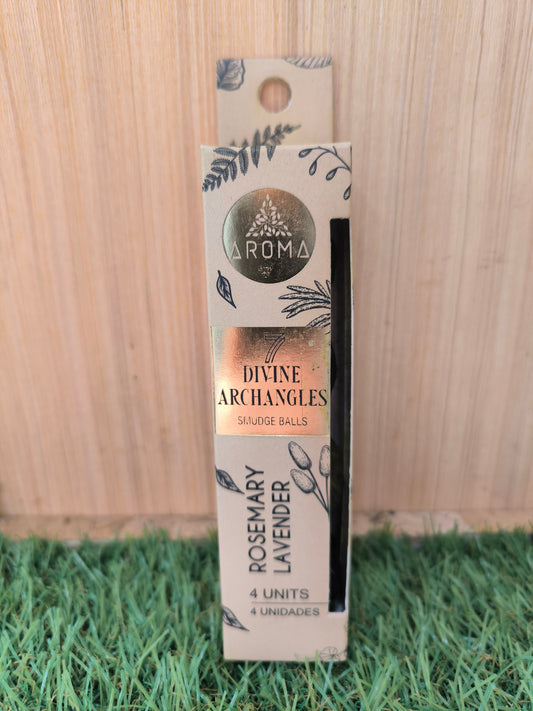 AROMA
7
DIVINE
ARCHANGLES
SMUDGE BALLS
ROSEMARY
LAVENDER
4 UNITS
4 UNIDADES